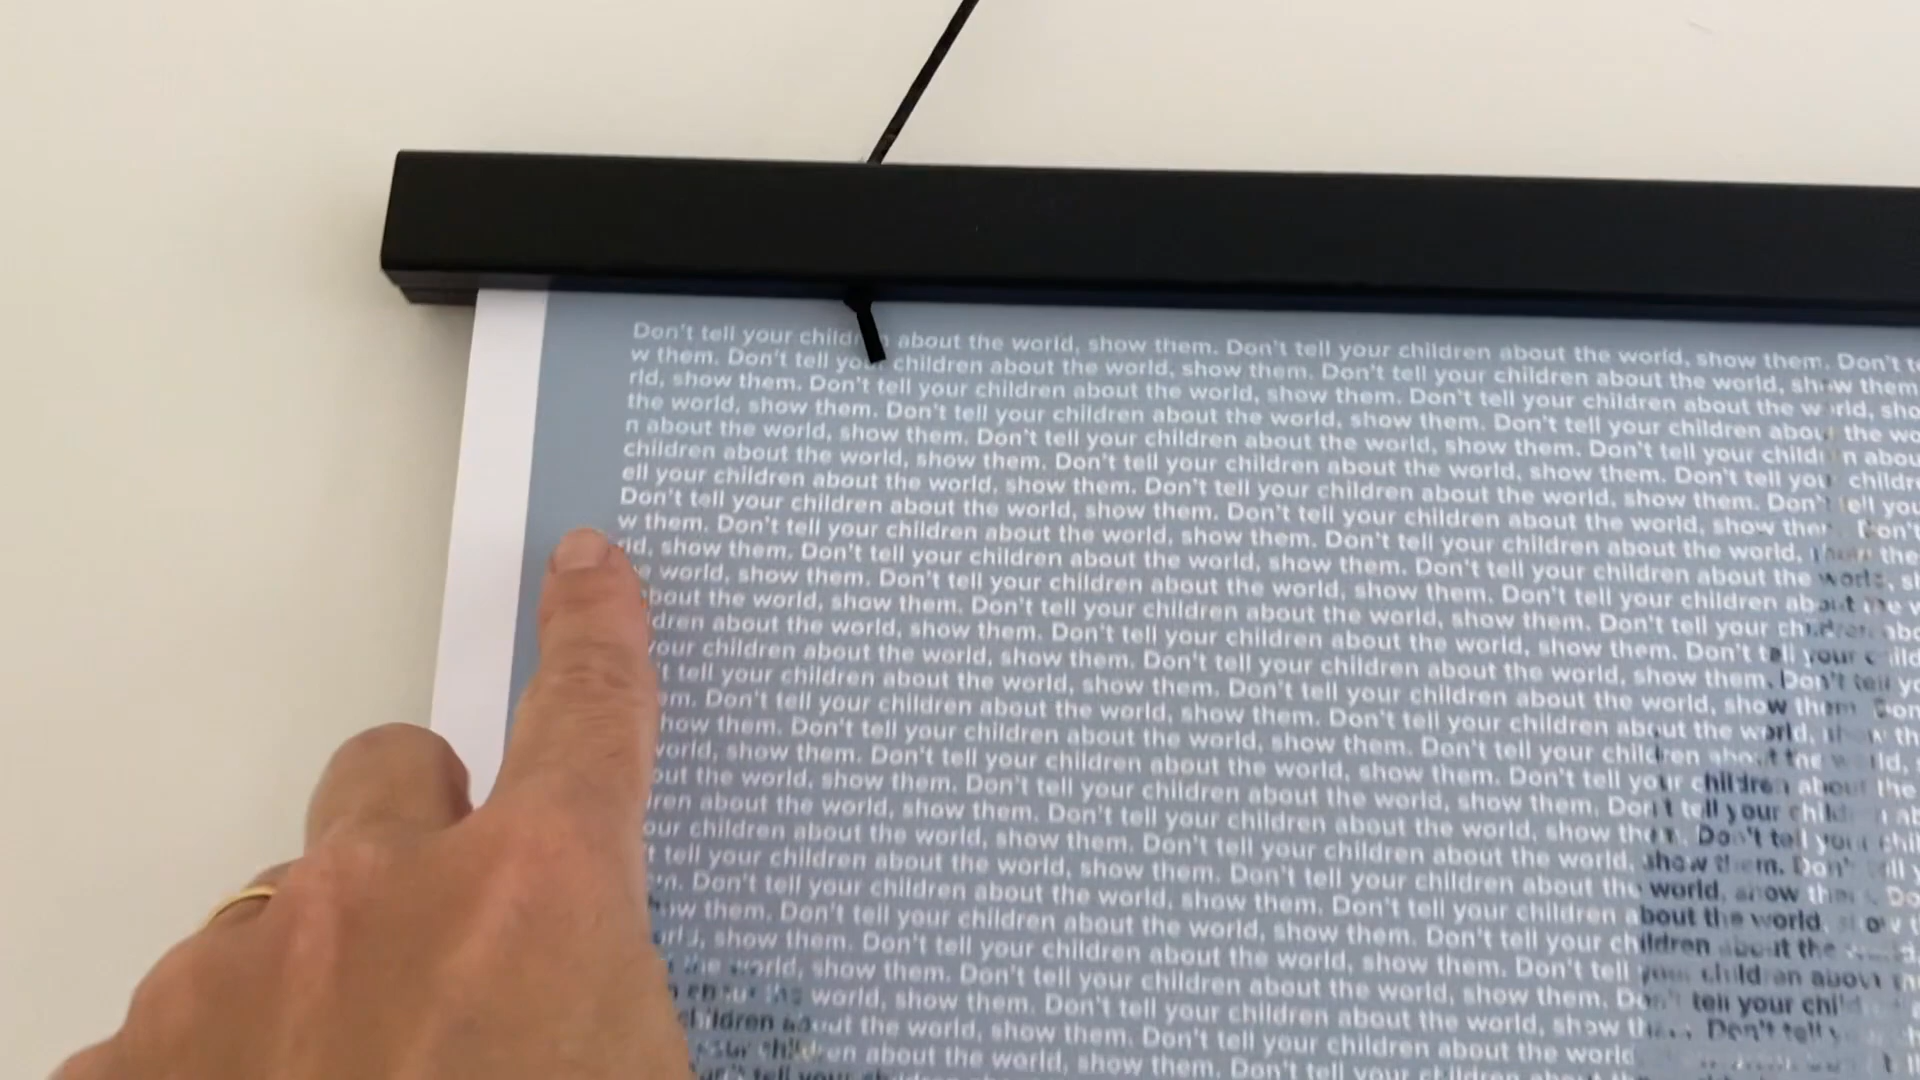 Don't tell your child about the world, show them. Don't tell your children about the world, show them. Don't t
w them. Don't tell yo children about the world, show them. Don't tell your children about the world, show them
rld, show them. Don't tell your children about the world, show them. Don't tell your children about the w rld, sho
the world, show them. Don't tell your children about the world, show them. Don't tell your children abou the wo
n about the world, show them. Don't tell your children about the world, show them. Don't tell your child n abou
children about the world, show them. Don't tell your children about the world, show them. Don't tell you childre
ell your children about the world, show them. Don't tell your children about the world, show them. Don' ell you
Don't tell your children about the world, show them. Don't tell your children about the world, show the Don't
w them. Don't tell your children about the world, show them. Don't tell your children about the world, the
ld, show them. Don't tell your children about the world, show them. Don't tell your children about the world, s
world, show them. Don't tell your children about the world, show them. Don't tell your children about the w
bout the world, show them. Don't tell your children about the world, show them. Don't tell your children abo
dren about the world, show them. Don't tell your children about the world, show them. Don't tell your child
your children about the world, show them. Don't tell your children about the world, show them. Don't tell yo
t tell your children about the world, show them. Don't tell your children about the world, show them Don
m. Don't tell your children about the world, show them. Don't tell your children about the world, th
how them. Don't tell your children about the world, show them. Don't tell your children about the ld,
world, show them. Don't tell your children about the world, show them. Don't tell your children about the
out the world, show them. Don't tell your children about the world, show them. Don't tell your child ab
ren about the world, show them. Don't tell your children about the world, show the Don't tell your chil
our children about the world, show them. Don't tell your children about the world, show them. Don' ll y
t tell your children about the world, show them. Don't tell your children about the world, show Do
Don't tell your children about the world, show them. Don't tell your children about the world,
ow them. Don't tell your children about the world, show them. Don't tell your children about the
show them. Don't tell your children about the world, show them. Don't tell your children about
world, show them. Don't tell your children about the world, show them. Do tell your chi
world, show them. Don't tell your children about the world, show Don't tell
children about the world, show them. Don't tell your children about the world
en about the world, show them. Don't tell your children about
tell your